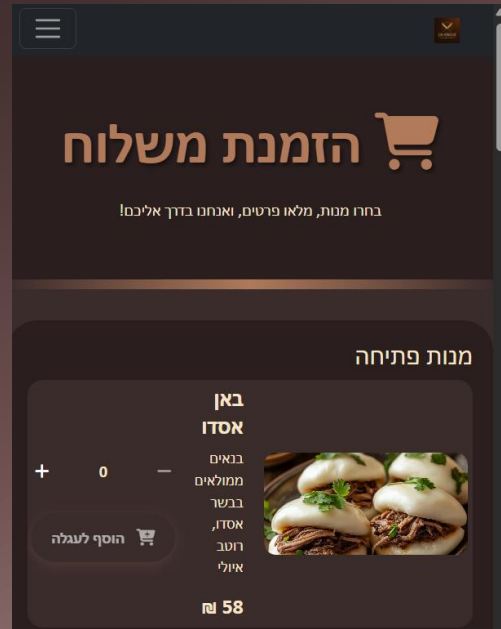 הזמנת משלוח
בחרו מנות, מלאו פרטים, ואנחנו בדרך אליכם!
מנות פתיחה
באן
אסדו
בנאים
ממולאים
בבשר
אסדו,
רוטב
איולי
58 ₪
− 0 +
הוסף לעגלה